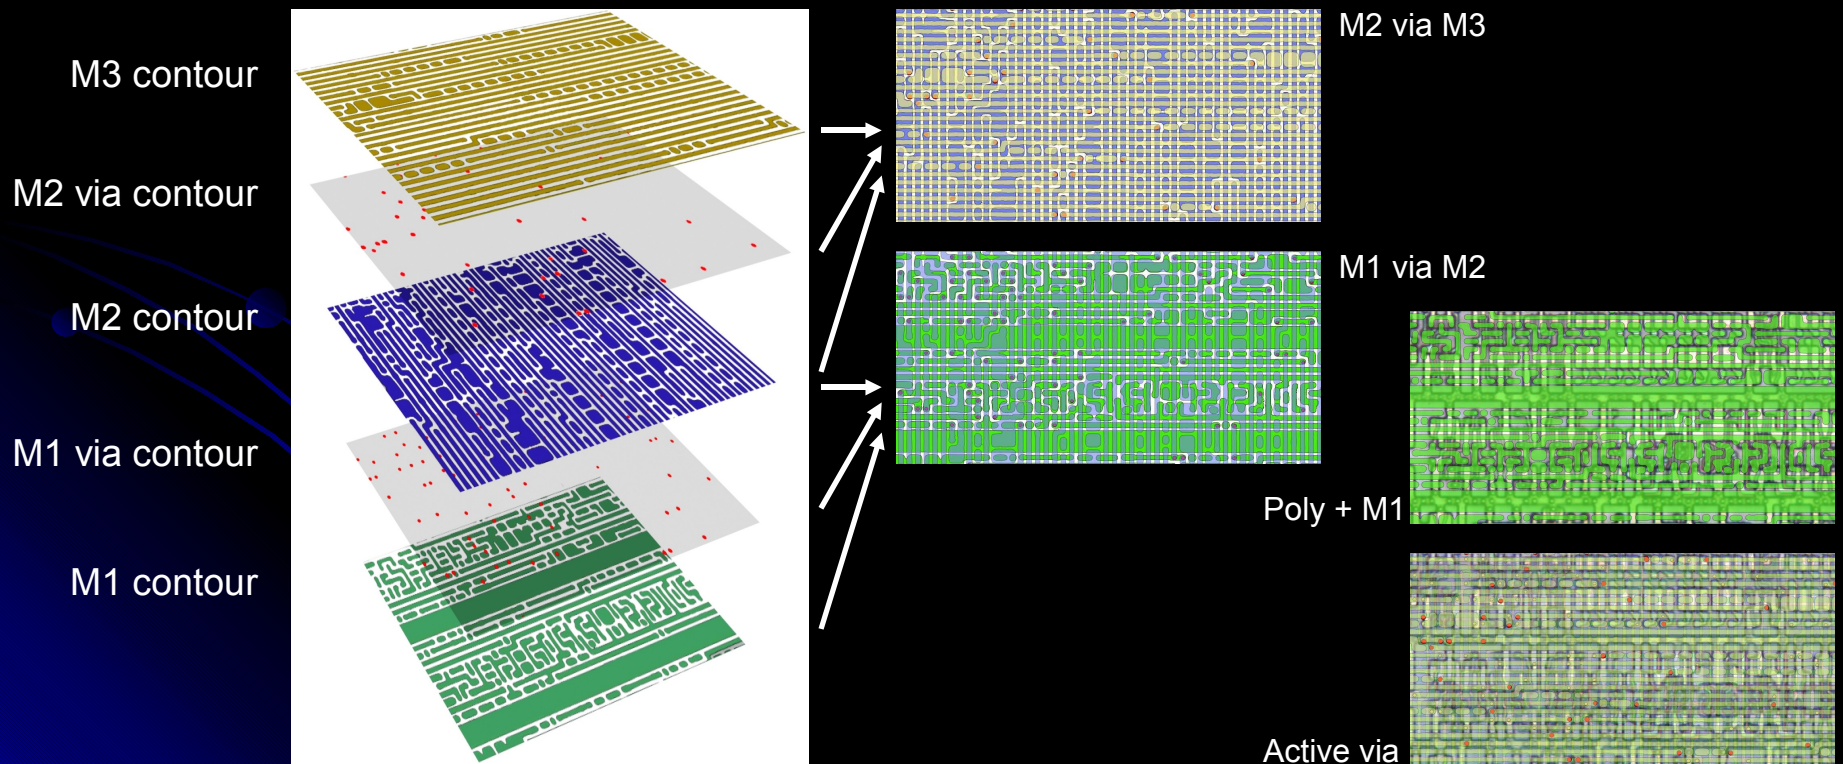 M3 contour
M2 via contour
M2 contour
M1 via contour
M1 contour
M2 via M3
M1 via M2
Poly + M1
Active via